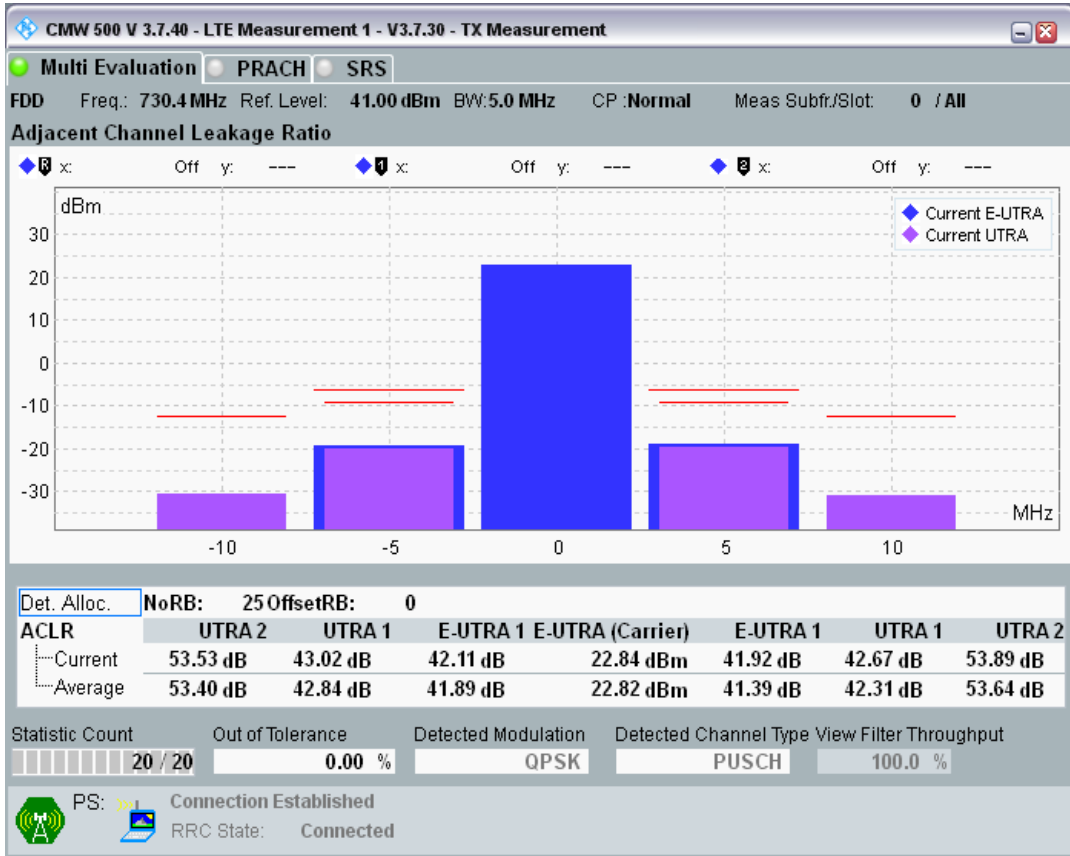 CMW 500 V 3.7.40 - LTE Measurement 1 - V3.7.30 - TX Measurement
Multi Evaluation PRACH SRS
FDD Freq.: 730.4 MHz Ref. Level: 41.00 dBm BW: 5.0 MHz CP : Normal Meas Subfr./Slot: 0 / All
Adjacent Channel Leakage Ratio
R x: Off y: --- 1 x: Off y: --- 2 x: Off y: ---
dBm
Current E-UTRA
Current UTRA
30
20
10
0
-10
-20
-30
MHz
-10 -5 0 5 10
Det. Alloc. NoRB: 25 OffsetRB: 0
ACLR UTRA 2 UTRA 1 E-UTRA 1 E-UTRA (Carrier) E-UTRA 1 UTRA 1 UTRA 2
Current 53.53 dB 43.02 dB 42.11 dB 22.84 dBm 41.92 dB 42.67 dB 53.89 dB
Average 53.40 dB 42.84 dB 41.89 dB 22.82 dBm 41.39 dB 42.31 dB 53.64 dB
Statistic Count Out of Tolerance Detected Modulation Detected Channel Type View Filter Throughput
20 / 20 0.00 % QPSK PUSCH 100.0 %
PS: Connection Established
RRC State: Connected